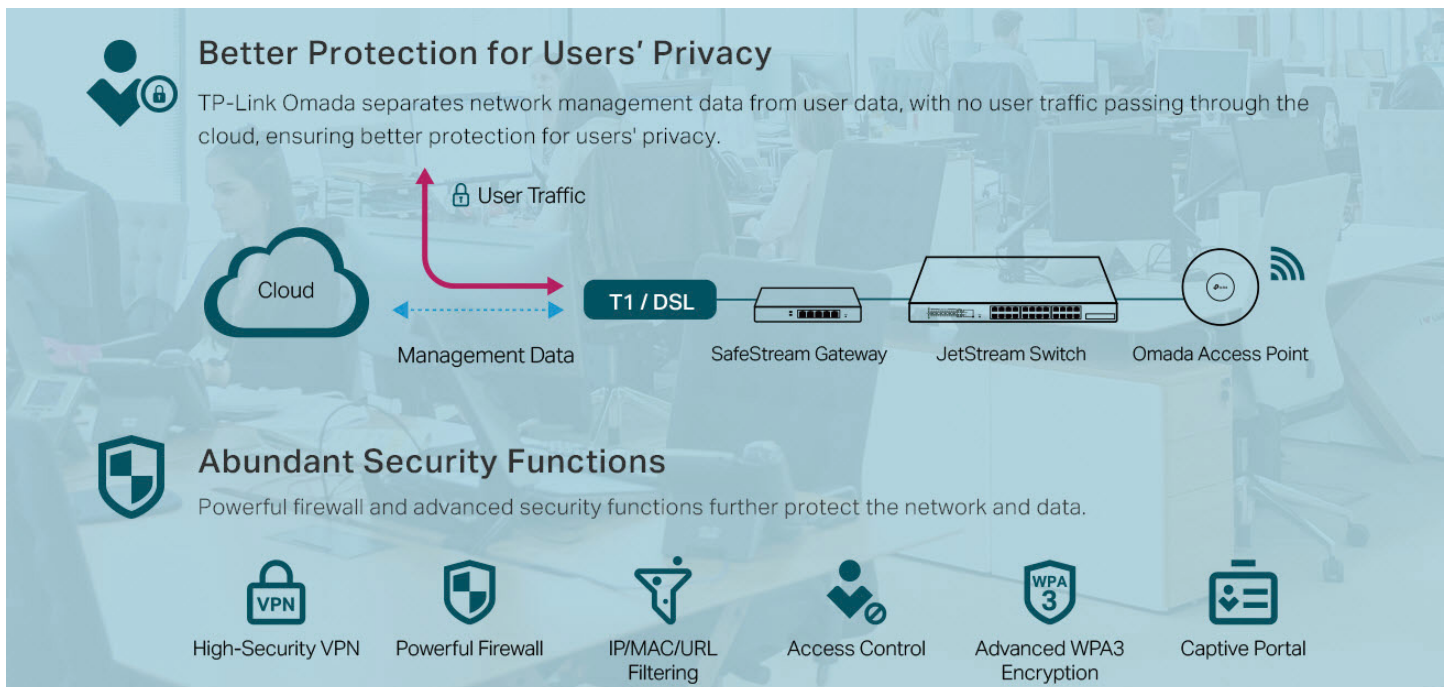 Better Protection for Users' Privacy
TP-Link Omada separates network management data from user data, with no user traffic passing through the
cloud, ensuring better protection for users' privacy.
User Traffic
Cloud
T1 / DSL
Management Data
SafeStream Gateway
JetStream Switch
Omada Access Point
Abundant Security Functions
Powerful firewall and advanced security functions further protect the network and data.
VPN
WPA
3
High-Security VPN
Powerful Firewall
IP/MAC/URL
Filtering
Access Control
Advanced WPA3
Encryption
Captive Portal